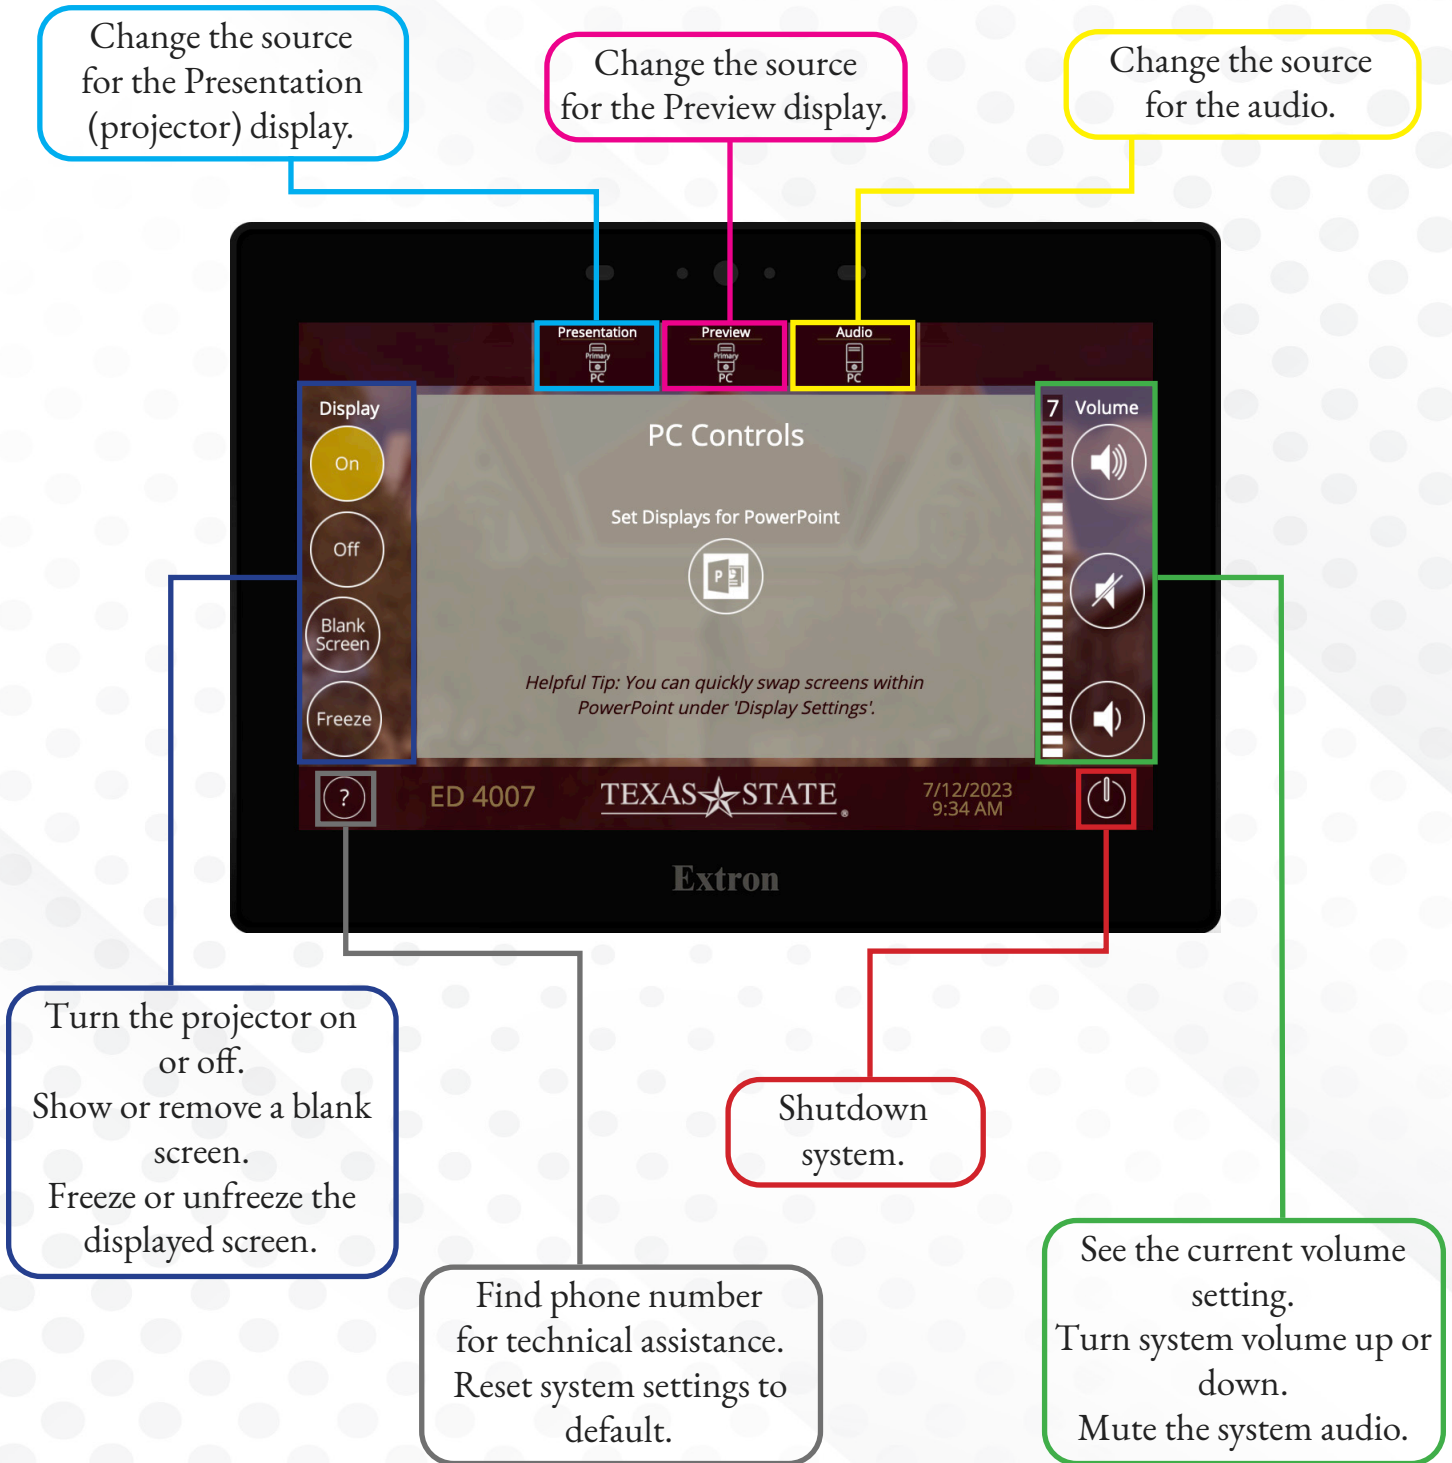 Change the source
for the Presentation
(projector) display.
Change the source
for the Preview display.
Change the source
for the audio.
Presentation
Primary
PC
Preview
Primary
PC
Audio
PC
Display
On
Off
Blank
Screen
Freeze
PC Controls
Set Displays for PowerPoint
P
Helpful Tip: You can quickly swap screens within
PowerPoint under 'Display Settings'.
7 Volume
?
ED 4007
TEXAS STATE
®
7/12/2023
9:34 AM
Extron
Turn the projector on
or off.
Show or remove a blank
screen.
Freeze or unfreeze the
displayed screen.
Find phone number
for technical assistance.
Reset system settings to
default.
Shutdown
system.
See the current volume
setting.
Turn system volume up or
down.
Mute the system audio.